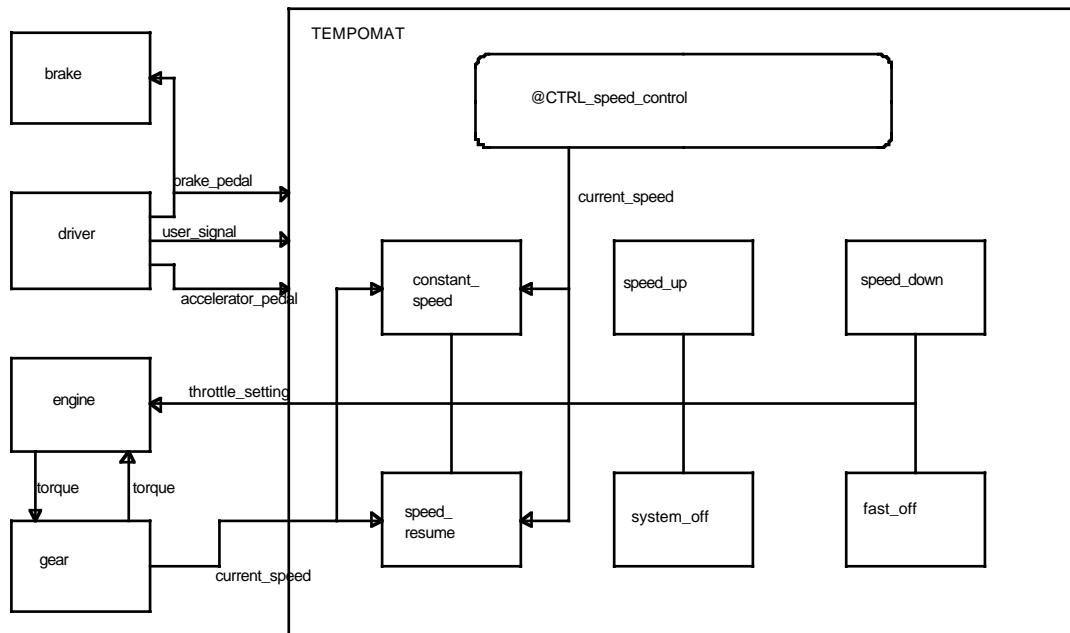 TEMPOMAT
brake
@CTRL_speed_control
brake_pedal
current_speed
driver
user_signal
accelerator_pedal
constant_
speed
speed_up
speed_down
engine
throttle_setting
torque
torque
speed_
resume
system_off
fast_off
gear
current_speed